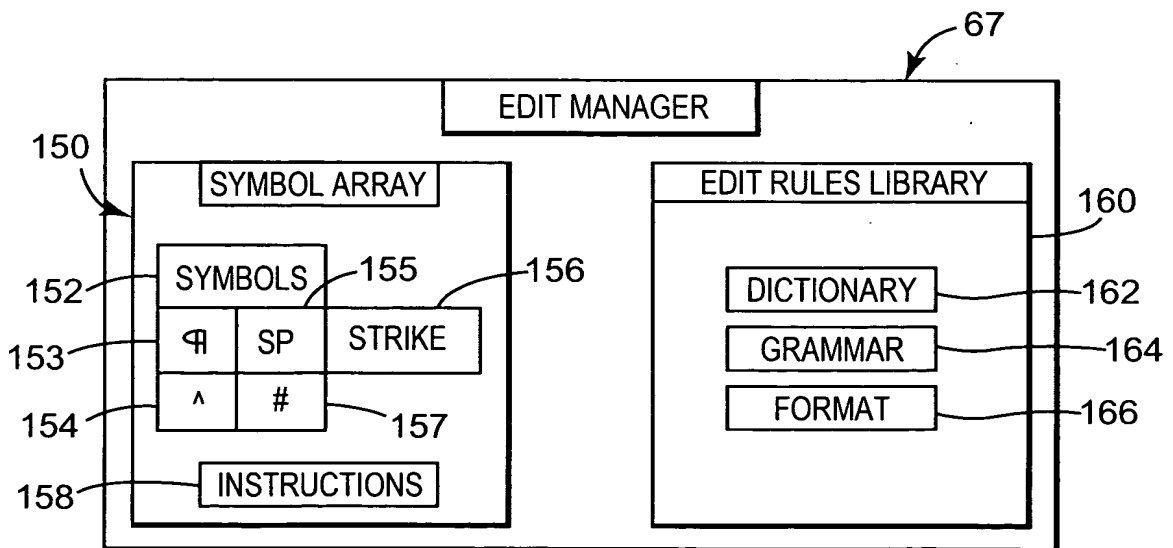 67
EDIT MANAGER
150
SYMBOL ARRAY
EDIT RULES LIBRARY
160
152
SYMBOLS
155
156
DICTIONARY
162
153
¶
SP
STRIKE
GRAMMAR
164
154
^
#
157
FORMAT
166
158
INSTRUCTIONS